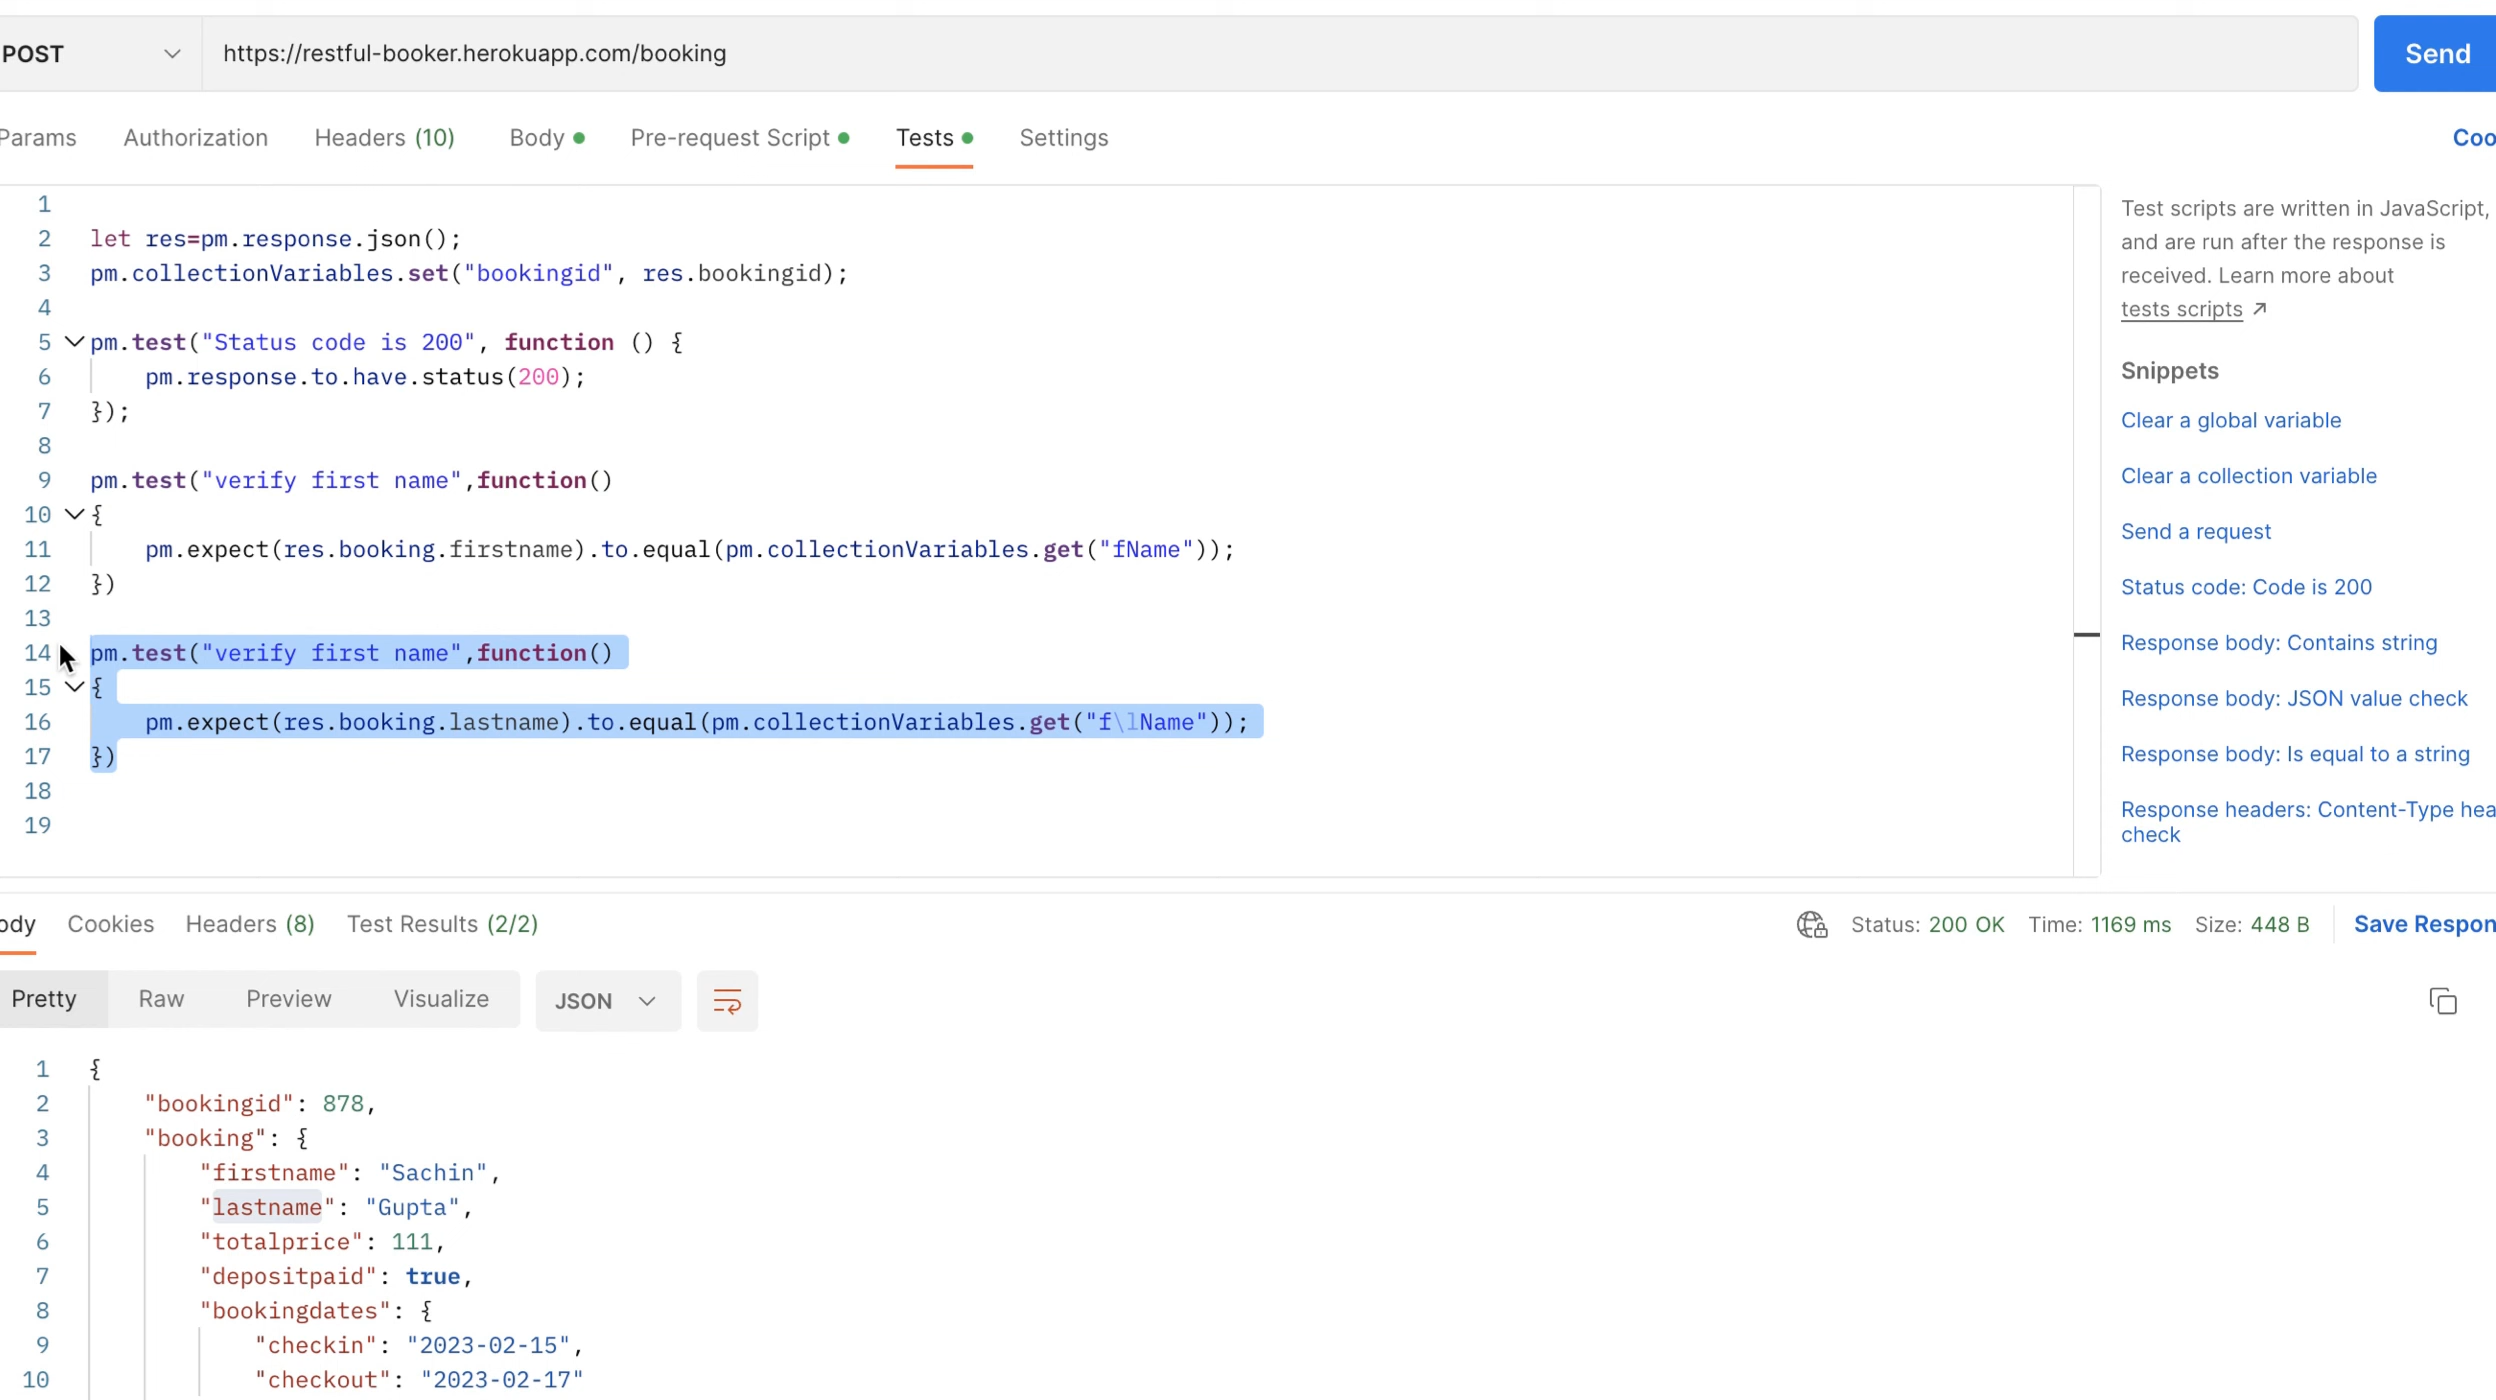 POST
https://restful-booker.herokuapp.com/booking
Send
Params
Authorization
Headers (10)
Body
Pre-request Script
Tests
Settings
Coo
1
2 let res=pm.response.json();
3 pm.collectionVariables.set("bookingid", res.bookingid);
4
5 pm.test("Status code is 200", function () {
6 pm.response.to.have.status(200);
7 });
8
9 pm.test("verify first name",function()
10 {
11 pm.expect(res.booking.firstname).to.equal(pm.collectionVariables.get("fName"));
12 })
13
14 pm.test("verify first name",function()
15 {
16 pm.expect(res.booking.lastname).to.equal(pm.collectionVariables.get("f\lName"));
17 })
18
19
Test scripts are written in JavaScript,
and are run after the response is
received. Learn more about
tests scripts ↗
Snippets
Clear a global variable
Clear a collection variable
Send a request
Status code: Code is 200
Response body: Contains string
Response body: JSON value check
Response body: Is equal to a string
Response headers: Content-Type hea
check
ody
Cookies
Headers (8)
Test Results (2/2)
Status: 200 OK
Time: 1169 ms
Size: 448 B
Save Respon
Pretty
Raw
Preview
Visualize
JSON
1 {
2 "bookingid": 878,
3 "booking": {
4 "firstname": "Sachin",
5 "lastname": "Gupta",
6 "totalprice": 111,
7 "depositpaid": true,
8 "bookingdates": {
9 "checkin": "2023-02-15",
10 "checkout": "2023-02-17"